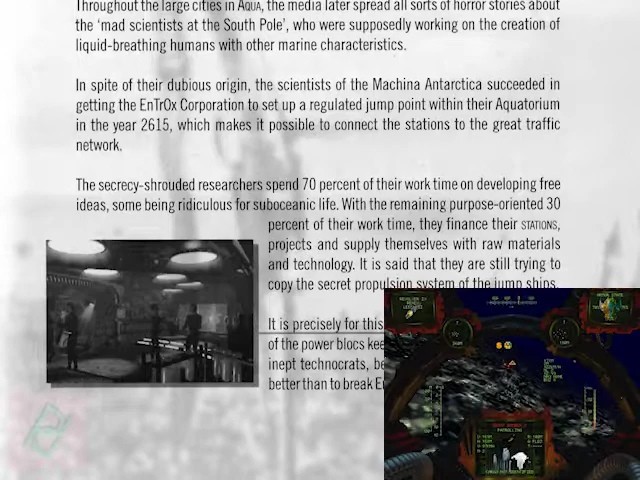 Throughout the large cities in AQUA, the media later spread all sorts of horror stories about
the 'mad scientists at the South Pole', who were supposedly working on the creation of
liquid-breathing humans with other marine characteristics.
In spite of their dubious origin, the scientists of the Machina Antarctica succeeded in
getting the EnTrOx Corporation to set up a regulated jump point within their Aquatorium
in the year 2615, which makes it possible to connect the stations to the great traffic
network.
The secrecy-shrouded researchers spend 70 percent of their work time on developing free
ideas, some being ridiculous for suboceanic life. With the remaining purpose-oriented 30
percent of their work time, they finance their STATIONS,
projects and supply themselves with raw materials
and technology. It is said that they are still trying to
copy the secret propulsion system of the jump ships.
It is precisely for this
of the power blocs
inept technocrats,
better than to break
PATROLLING